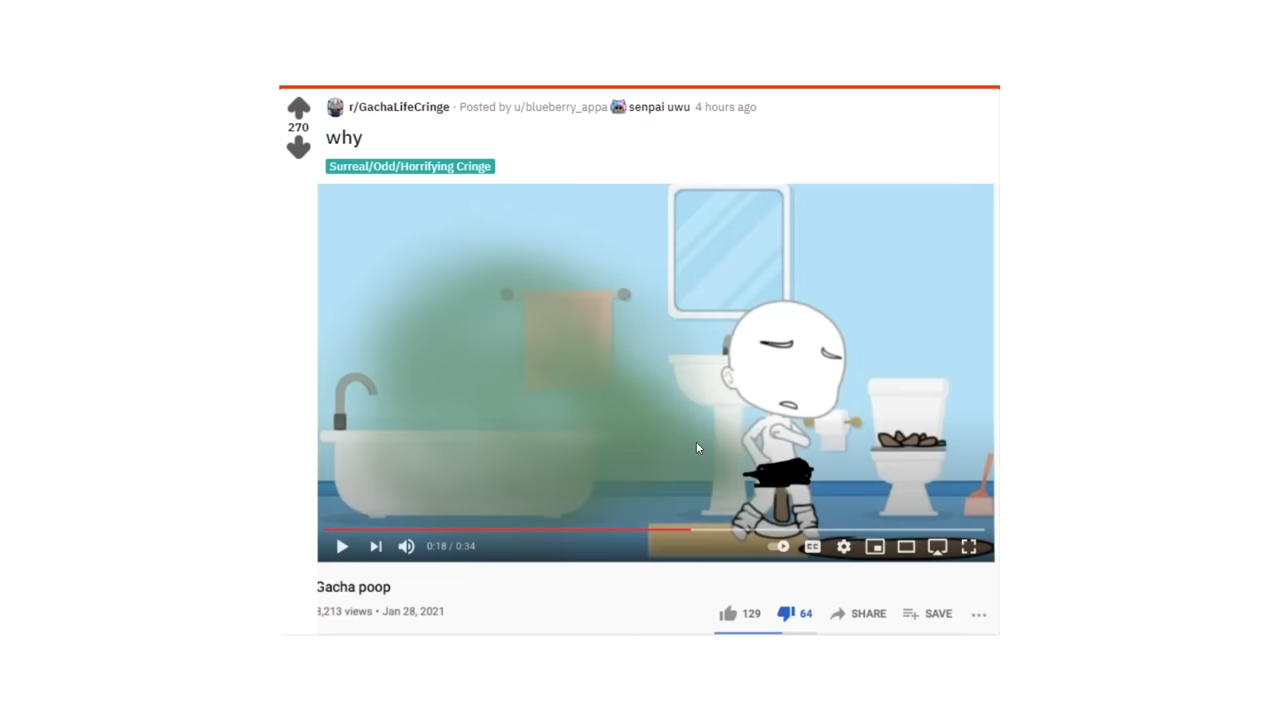 r/GachaLifeCringe · Posted by u/blueberry_appa senpai uwu 4 hours ago
270
why
Surreal/Odd/Horrifying Cringe
0:18 / 0:34
CC
Gacha poop
3,213 views • Jan 28, 2021
129 64 SHARE SAVE